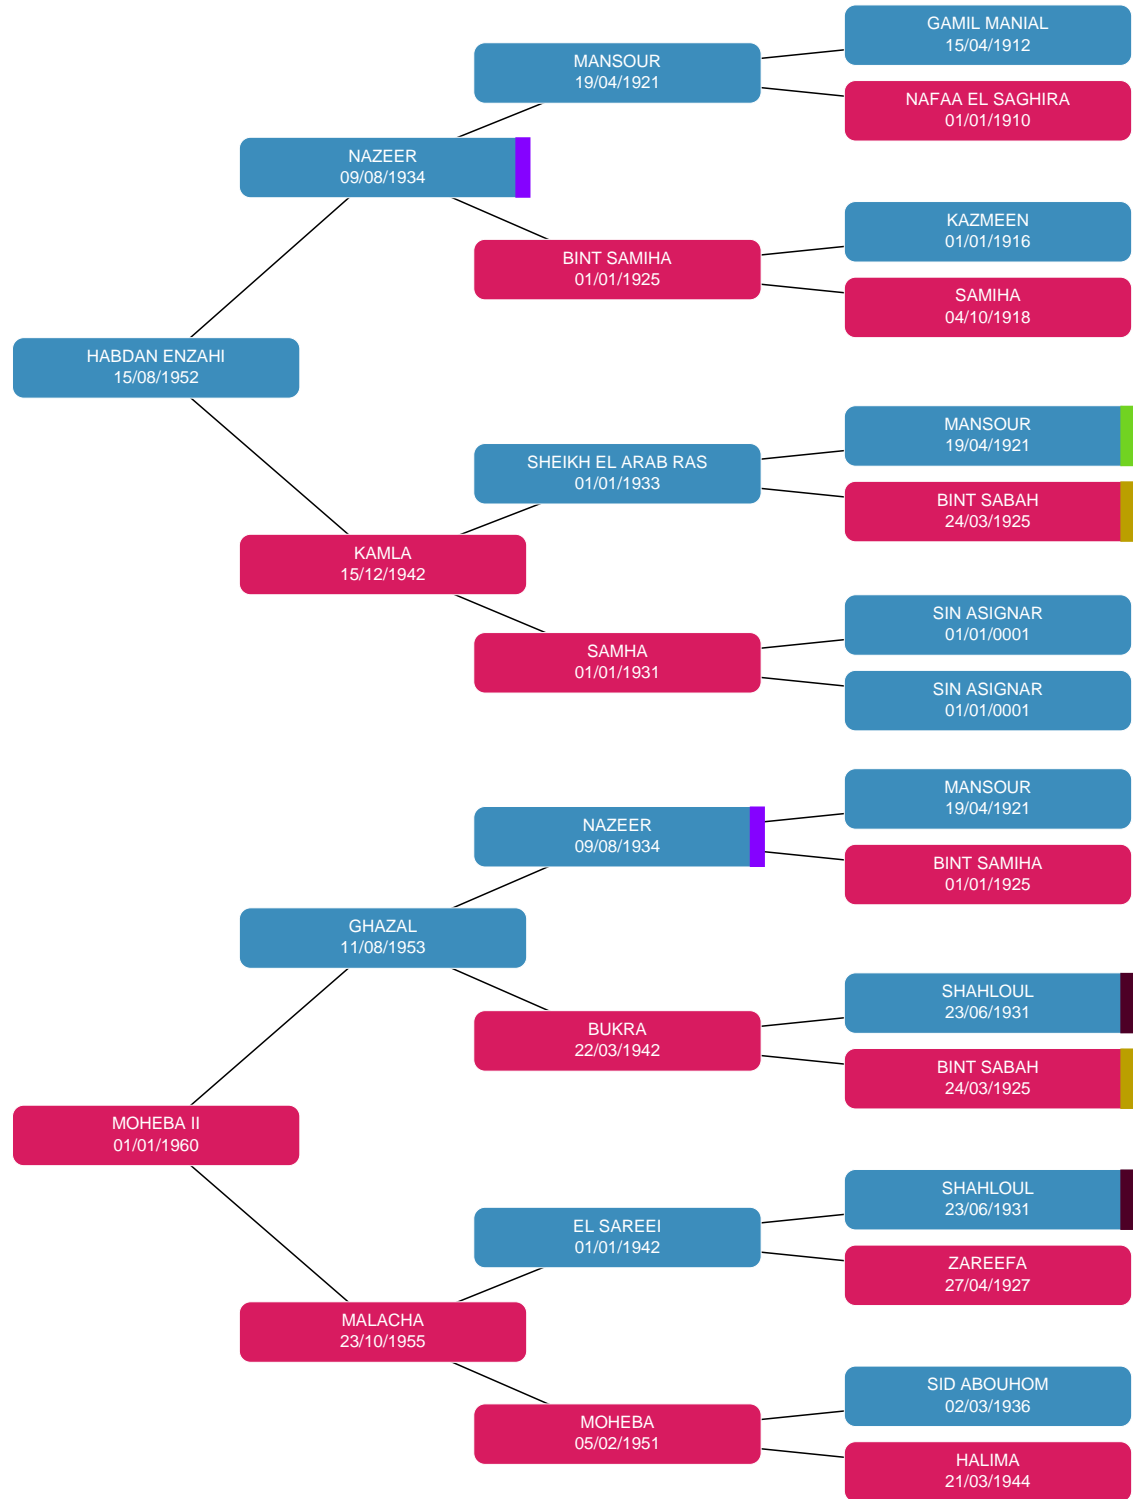 GAMIL MANIAL
15/04/1912
MANSOUR
19/04/1921
NAFAA EL SAGHIRA
01/01/1910
NAZEER
09/08/1934
KAZMEEN
01/01/1916
BINT SAMIHA
01/01/1925
SAMIHA
04/10/1918
HABDAN ENZAHI
15/08/1952
MANSOUR
19/04/1921
SHEIKH EL ARAB RAS
01/01/1933
BINT SABAH
24/03/1925
KAMLA
15/12/1942
SIN ASIGNAR
01/01/0001
SAMHA
01/01/1931
SIN ASIGNAR
01/01/0001
MANSOUR
19/04/1921
NAZEER
09/08/1934
BINT SAMIHA
01/01/1925
GHAZAL
11/08/1953
SHAHLOUL
23/06/1931
BUKRA
22/03/1942
BINT SABAH
24/03/1925
MOHEBA II
01/01/1960
SHAHLOUL
23/06/1931
EL SAREEI
01/01/1942
ZAREEFA
27/04/1927
MALACHA
23/10/1955
SID ABOUHOM
02/03/1936
MOHEBA
05/02/1951
HALIMA
21/03/1944